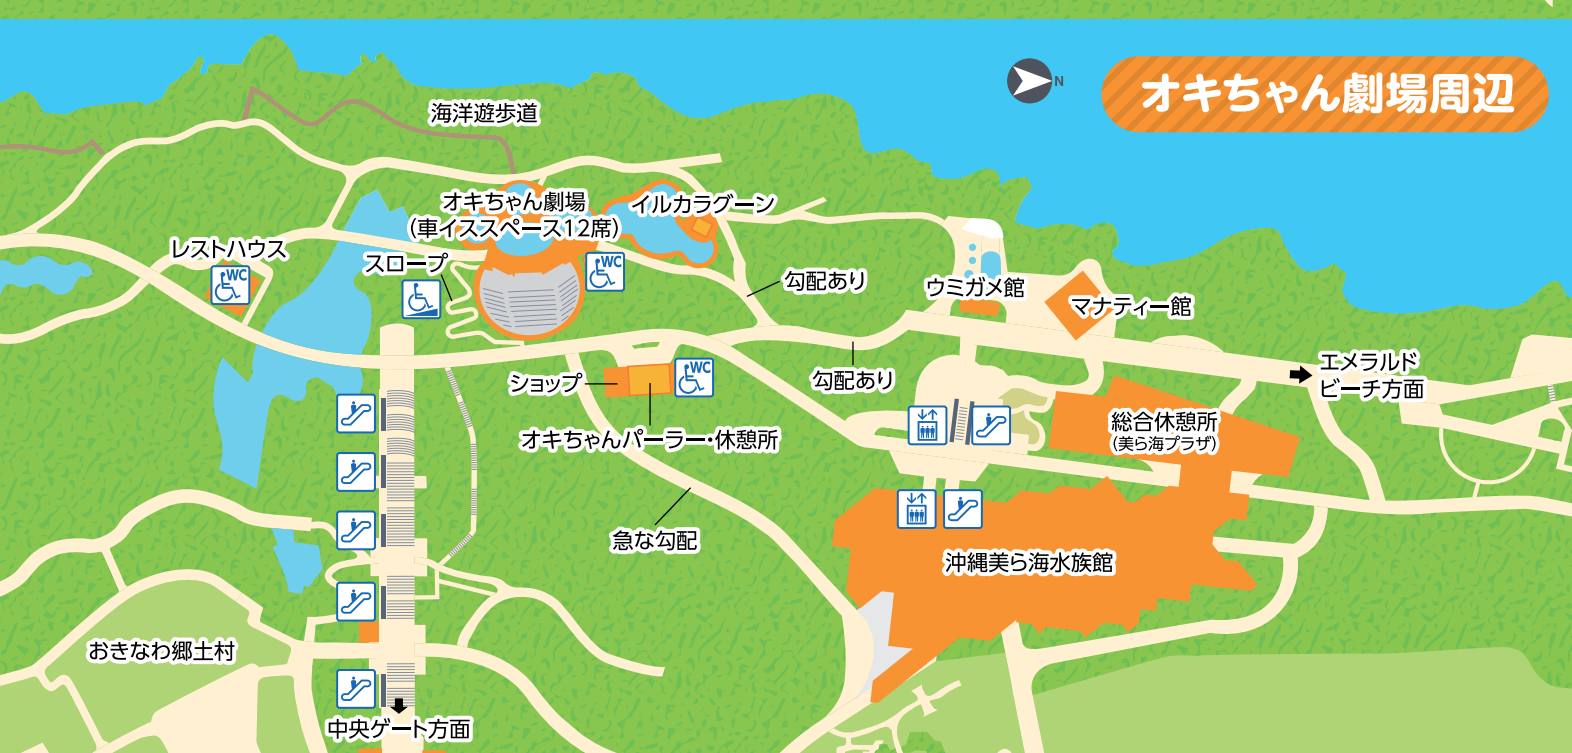 オキちゃん劇場周辺
N
海洋遊歩道
オキちゃん劇場
(車イススペース12席)
イルカラグーン
レストハウス
WC
スロープ
WC
勾配あり
ウミガメ館
マナティー館
エメラルド
ビーチ方面
ショップ
WC
勾配あり
オキちゃんパーラー・休憩所
総合休憩所
(美ら海プラザ)
急な勾配
沖縄美ら海水族館
おきなわ郷土村
中央ゲート方面